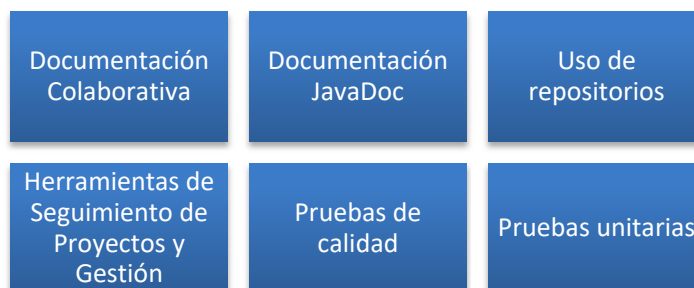 Documentación
Colaborativa
Documentación
JavaDoc
Uso de
repositorios
Herramientas de
Seguimiento de
Proyectos y
Gestión
Pruebas de
calidad
Pruebas unitarias